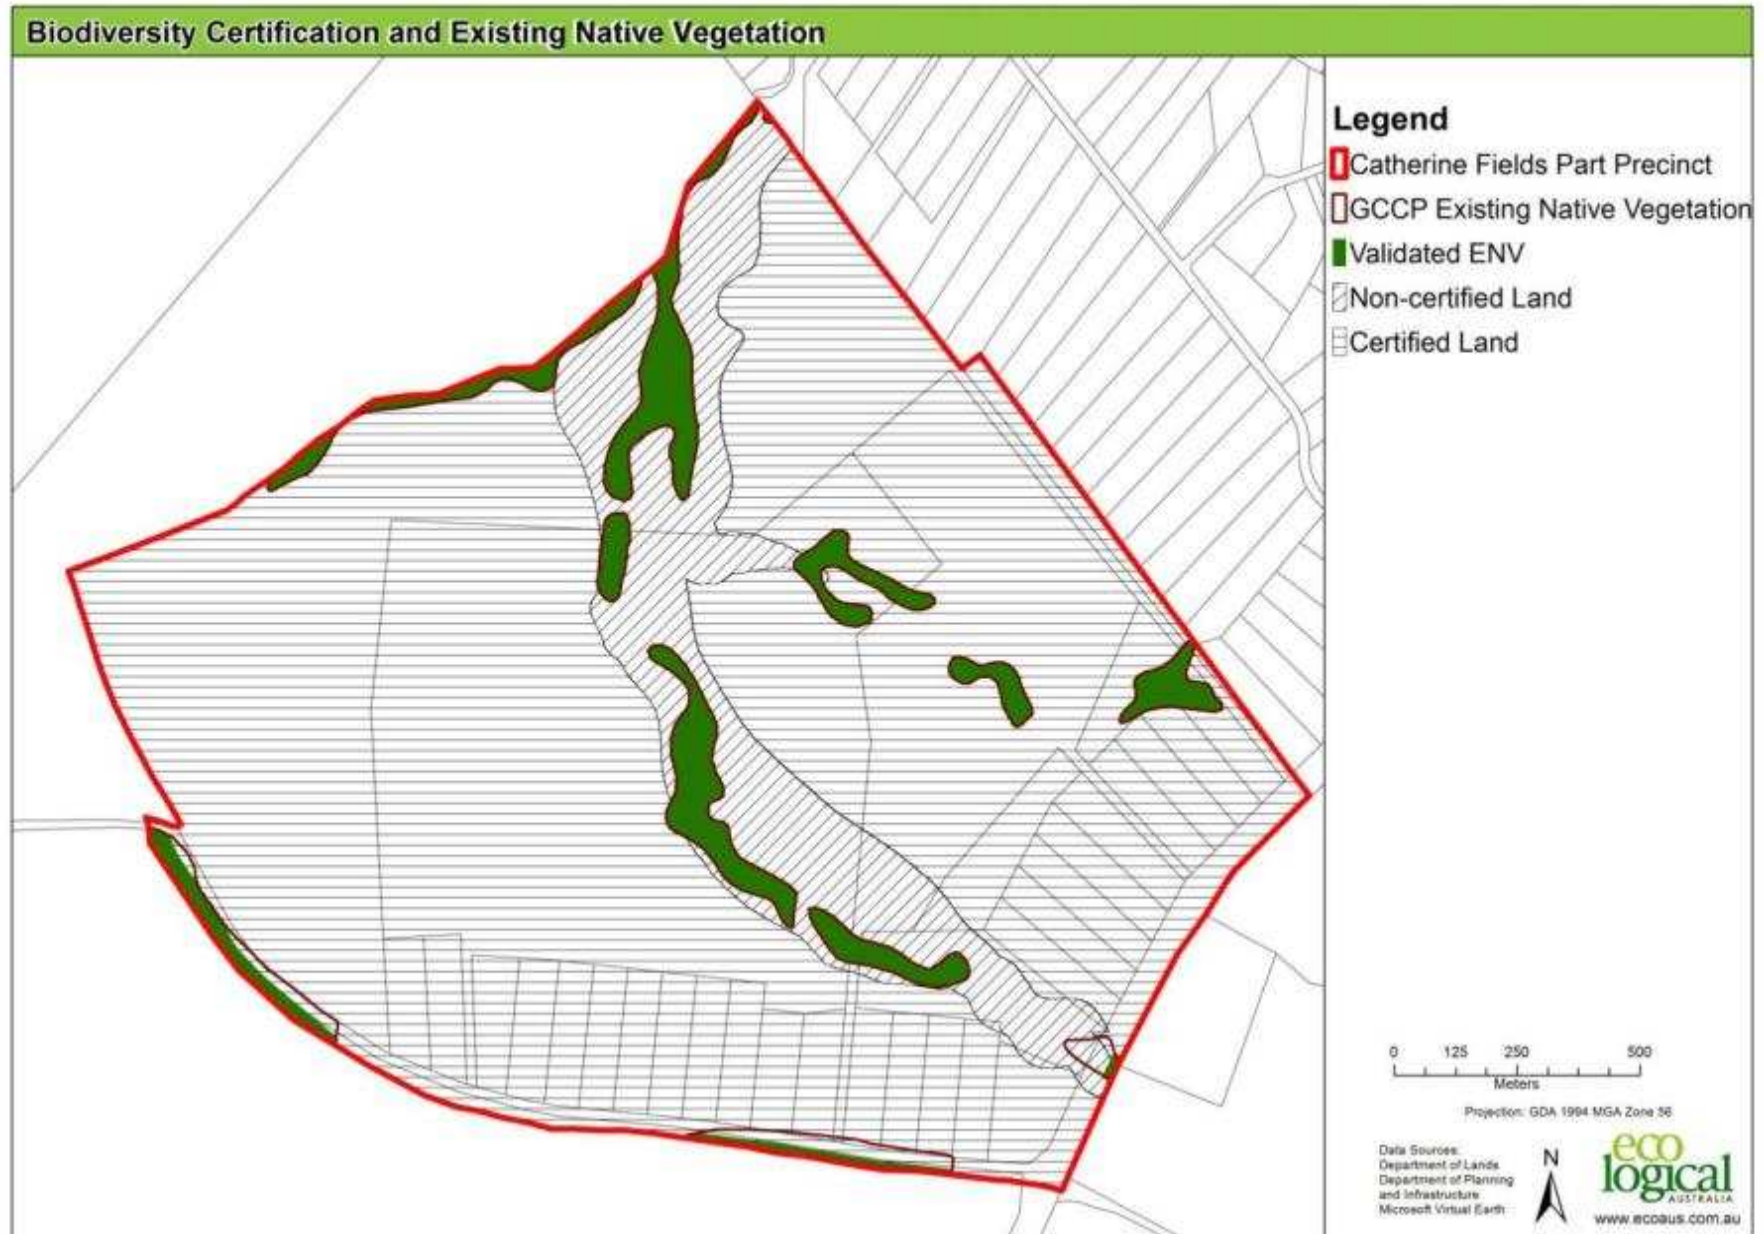 Biodiversity Certification and Existing Native Vegetation
Legend
Catherine Fields Part Precinct
GCCP Existing Native Vegetation
Validated ENV
Non-certified Land
Certified Land
0 125 250 500
Meters
Projection: GDA 1994 MGA Zone 56
Data Sources:
Department of Lands
Department of Planning
and Infrastructure
Microsoft Virtual Earth
N
eco
logical
AUSTRALIA
www.ecoaus.com.au